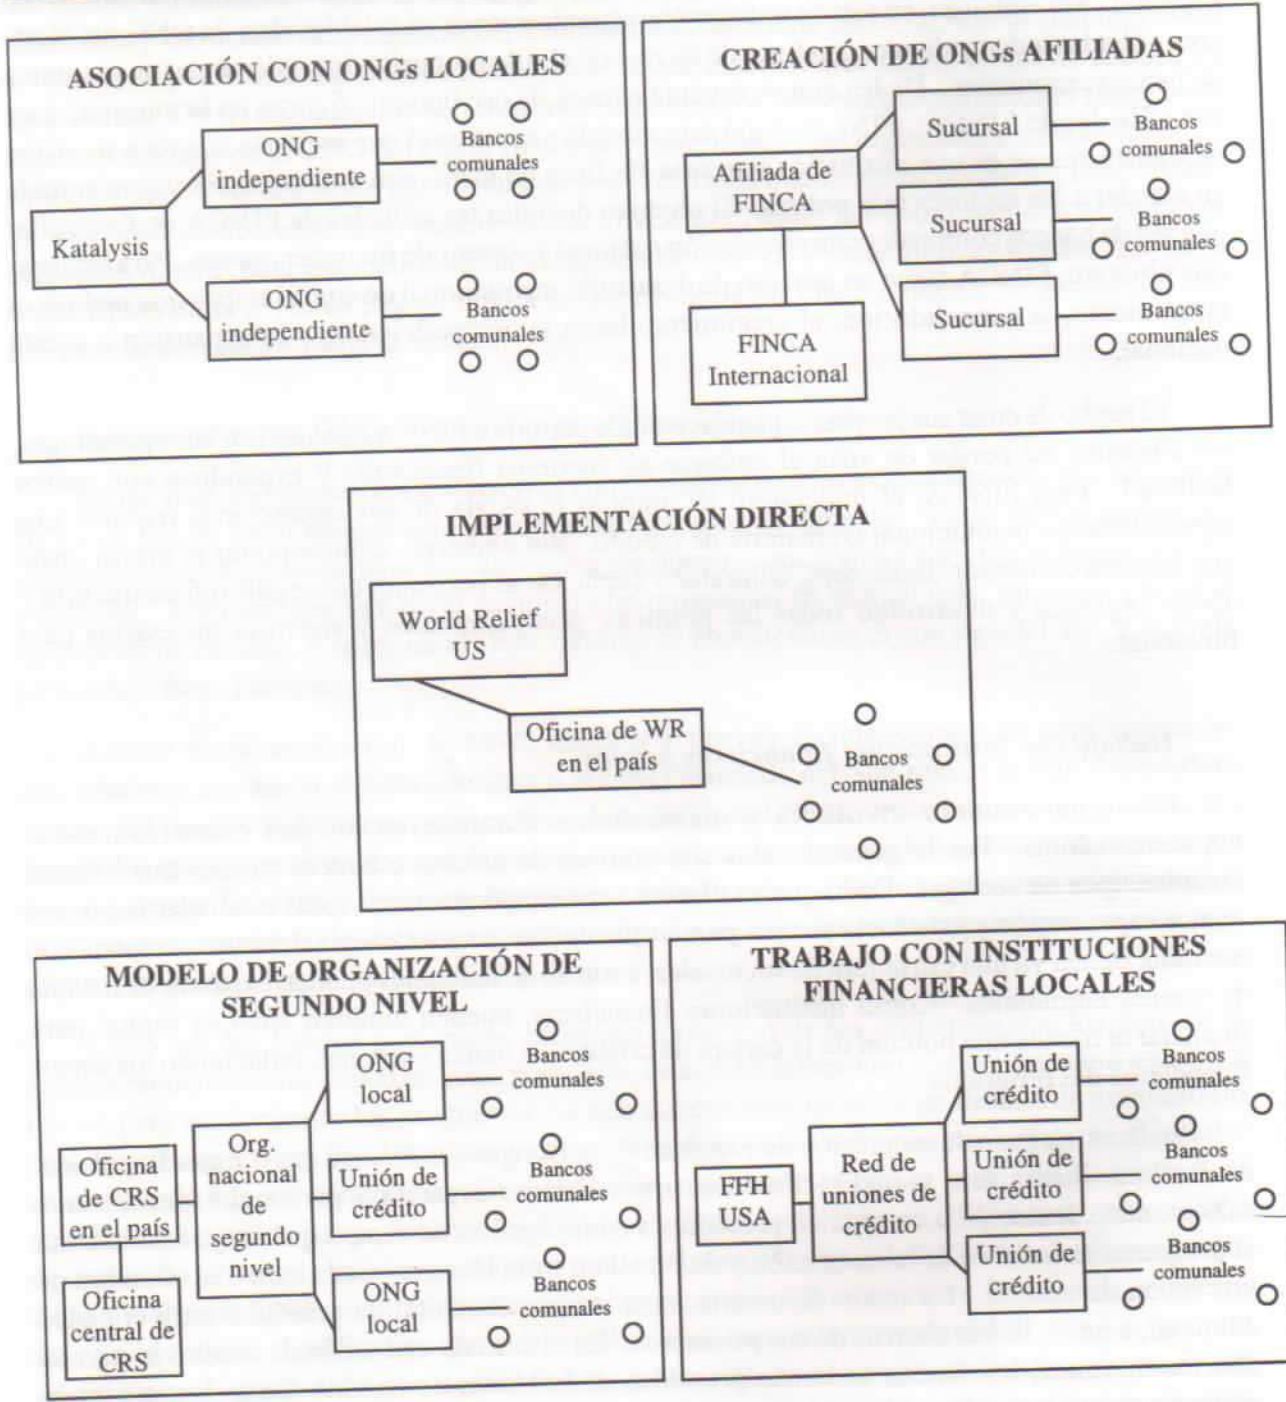 ASOCIACIÓN CON ONGs LOCALES
ONG
independiente
Bancos
comunales
Katalysis
ONG
independiente
Bancos
comunales
CREACIÓN DE ONGs AFILIADAS
Sucursal
Bancos
comunales
Afiliada de
FINCA
Sucursal
Bancos
comunales
Sucursal
Bancos
comunales
FINCA
Internacional
IMPLEMENTACIÓN DIRECTA
World Relief
US
Oficina de WR
en el país
Bancos
comunales
MODELO DE ORGANIZACIÓN DE
SEGUNDO NIVEL
ONG
local
Bancos
comunales
Oficina
de CRS
en el país
Org.
nacional
de
segundo
nivel
Unión de
crédito
Bancos
comunales
Oficina
central de
CRS
ONG
local
Bancos
comunales
TRABAJO CON INSTITUCIONES
FINANCIERAS LOCALES
Unión de
crédito
Bancos
comunales
FFH
USA
Red de
uniones de
crédito
Unión de
crédito
Bancos
comunales
Unión de
crédito
Bancos
comunales